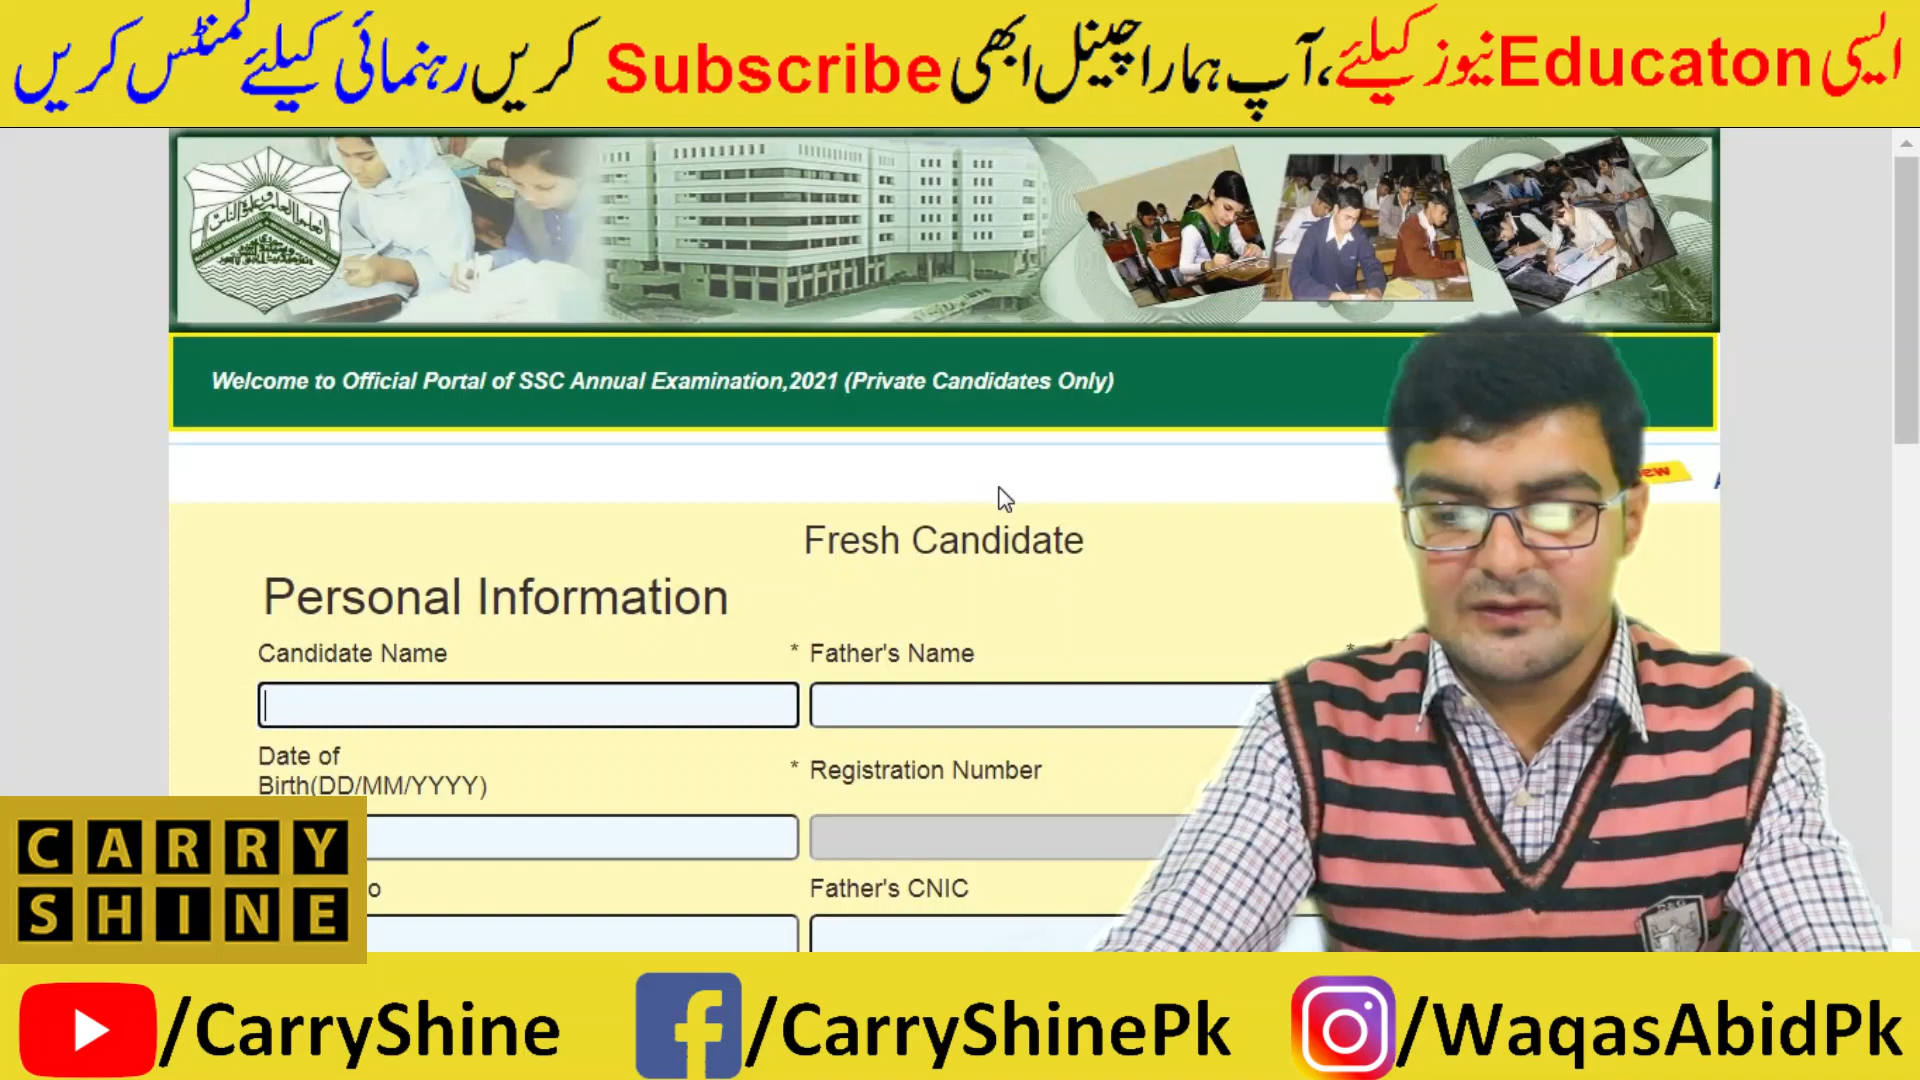 ایسی Educaton نیوز کیلئے، آپ ہمارا چینل ابھی Subscribe کریں رہنمائی کیلئے کمنٹس کریں
Welcome to Official Portal of SSC Annual Examination,2021 (Private Candidates Only)
Fresh Candidate
Personal Information
Candidate Name * Father's Name *
Date of
Birth(DD/MM/YYYY) * Registration Number
Father's CNIC
CARRY
SHINE
/CarryShine /CarryShinePk /WaqasAbidPk